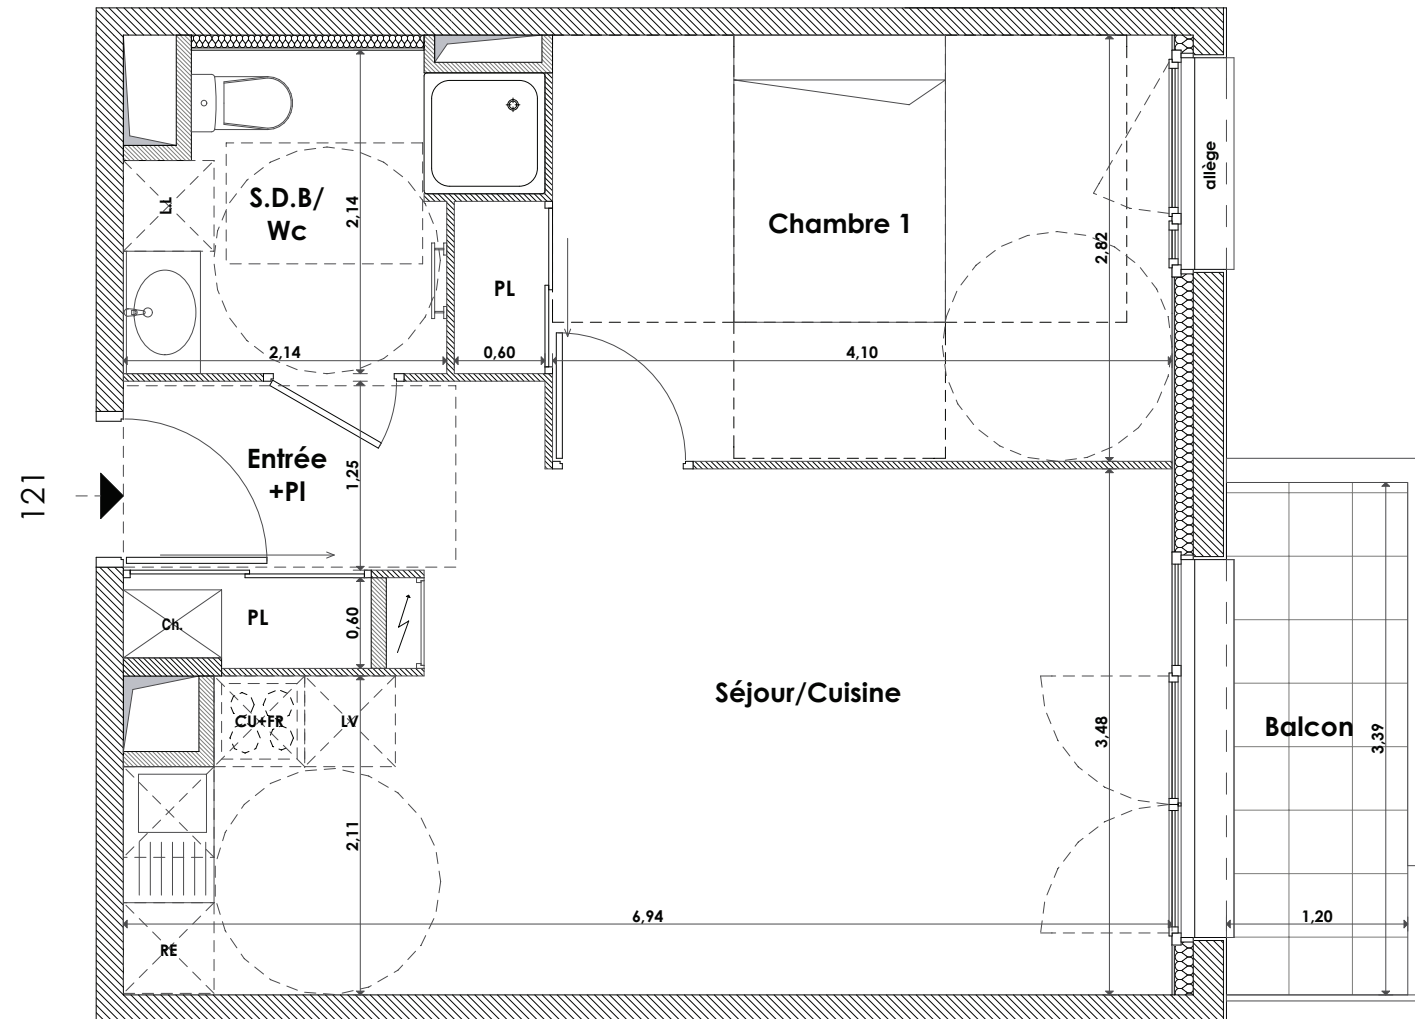 allège
S.D.B/
Wc
LL
2,14
Chambre 1
2,82
PL
2,14
0,60
4,10
Entrée
+Pl
1,25
121
Ch.
PL
0,60
Séjour/Cuisine
CU+FR
LV
3,48
Balcon
3,39
2,11
6,94
1,20
RE